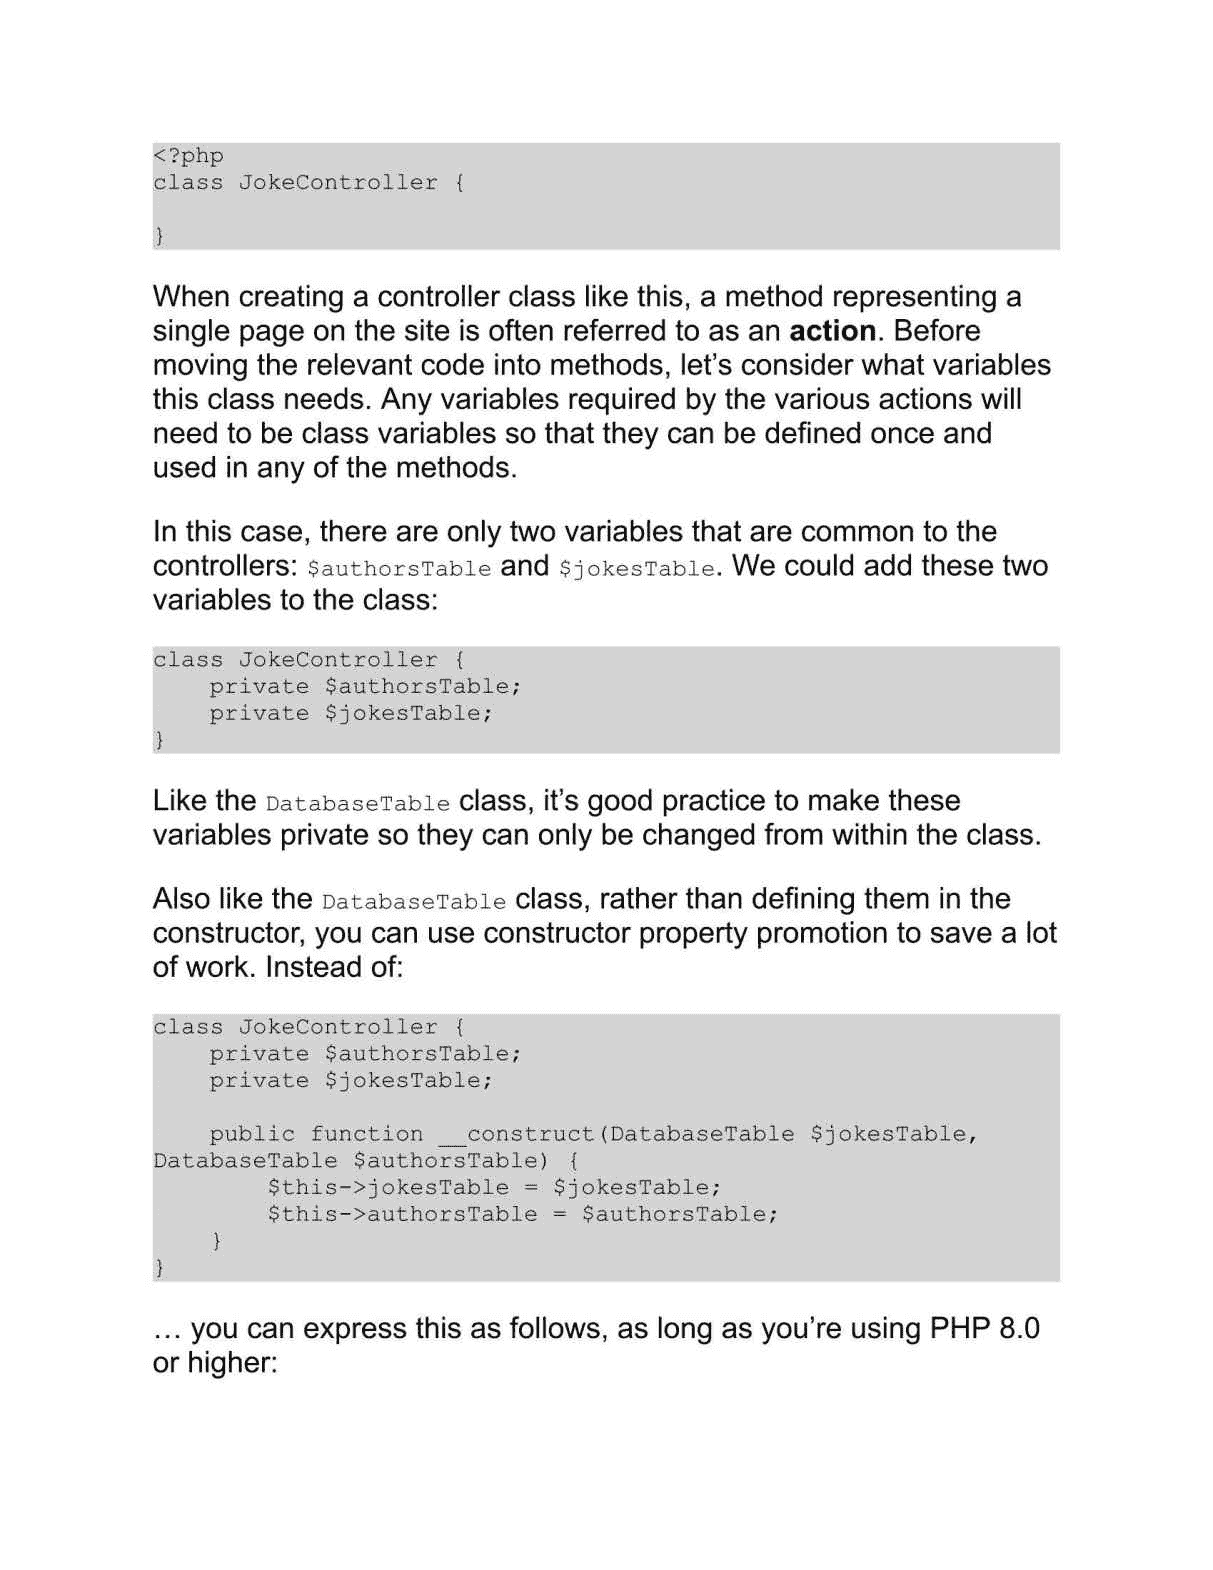 <?php
class JokeController {

}
When creating a controller class like this, a method representing a
single page on the site is often referred to as an action. Before
moving the relevant code into methods, let’s consider what variables
this class needs. Any variables required by the various actions will
need to be class variables so that they can be defined once and
used in any of the methods.
In this case, there are only two variables that are common to the
controllers: $authorsTable and $jokesTable. We could add these two
variables to the class:
class JokeController {
    private $authorsTable;
    private $jokesTable;
}
Like the DatabaseTable class, it’s good practice to make these
variables private so they can only be changed from within the class.
Also like the DatabaseTable class, rather than defining them in the
constructor, you can use constructor property promotion to save a lot
of work. Instead of:
class JokeController {
    private $authorsTable;
    private $jokesTable;

    public function __construct(DatabaseTable $jokesTable,
DatabaseTable $authorsTable) {
        $this->jokesTable = $jokesTable;
        $this->authorsTable = $authorsTable;
    }
}
… you can express this as follows, as long as you’re using PHP 8.0
or higher: